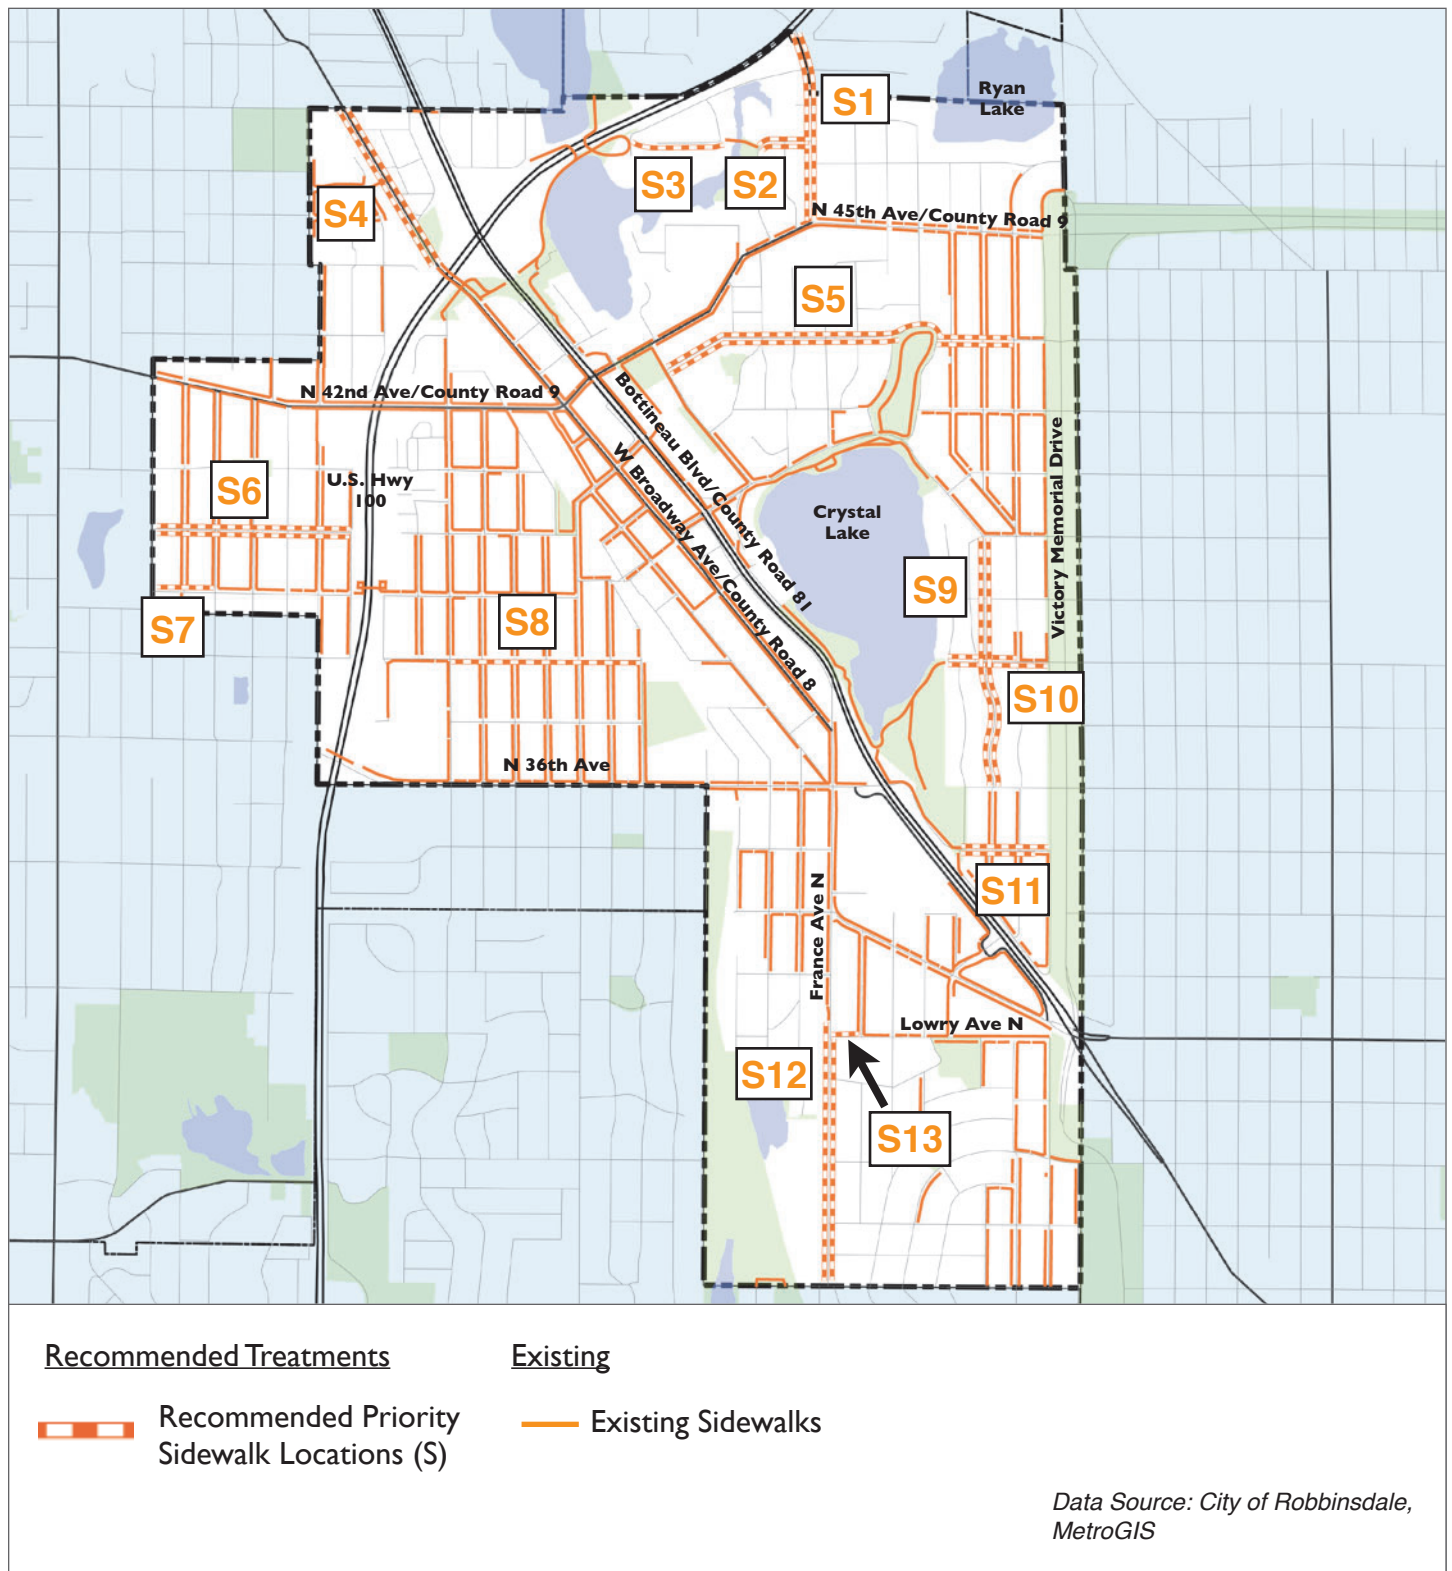 Ryan
Lake
S1
S3
S2
S4
N 45th Ave/County Road 9
S5
N 42nd Ave/County Road 9
Bottineau Blvd/County Road 81
W Broadway Ave/County Road 8
Victory Memorial Drive
S6
U.S. Hwy
100
Crystal
Lake
S9
S7
S8
S10
N 36th Ave
S11
France Ave N
Lowry Ave N
S12
S13
Recommended Treatments
Existing
Recommended Priority
Sidewalk Locations (S)
Existing Sidewalks
Data Source: City of Robbinsdale,
MetroGIS